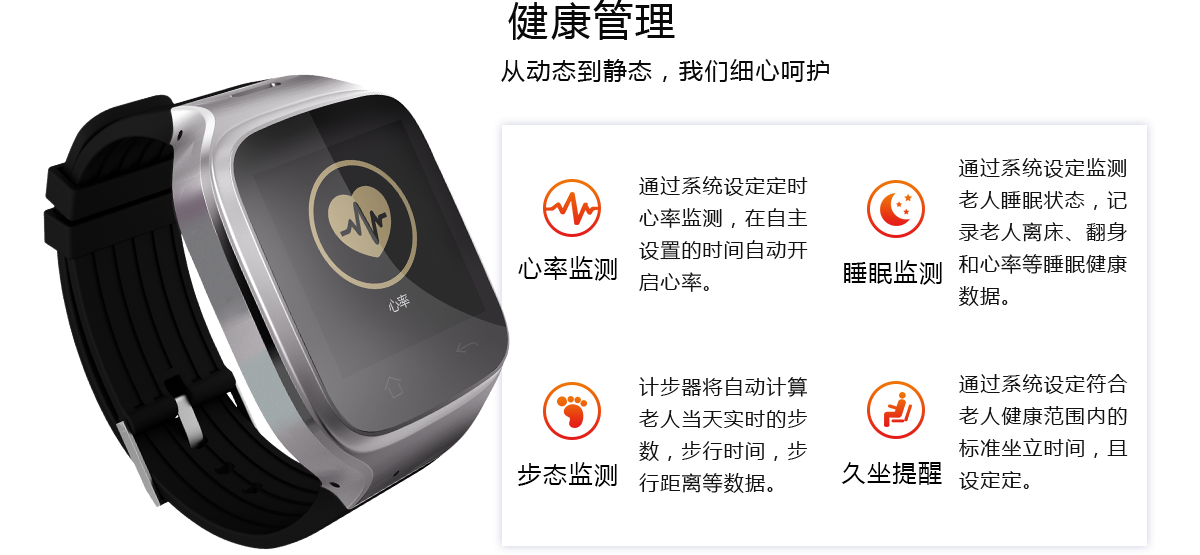 健康管理
从动态到静态，我们细心呵护
心率
心率监测
通过系统设定定时
心率监测，在自主
设置的时间自动开
启心率。
睡眠监测
通过系统设定监测
老人睡眠状态，记
录老人离床、翻身
和心率等睡眠健康
数据。
步态监测
计步器将自动计算
老人当天实时的步
数，步行时间，步
行距离等数据。
久坐提醒
通过系统设定符合
老人健康范围内的
标准坐立时间，且
设定定。